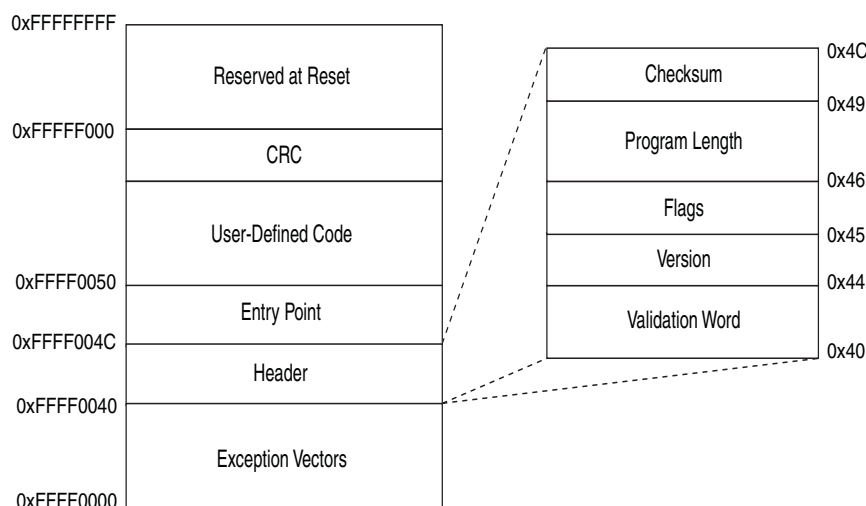 0xFFFFFFFF
Reserved at Reset
0xFFFFF000
CRC
User-Defined Code
0xFFFF0050
Entry Point
0xFFFF004C
Header
0xFFFF0040
Exception Vectors
0xFFFF0000
0x4C
Checksum
0x49
Program Length
0x46
Flags
0x45
Version
0x44
Validation Word
0x40